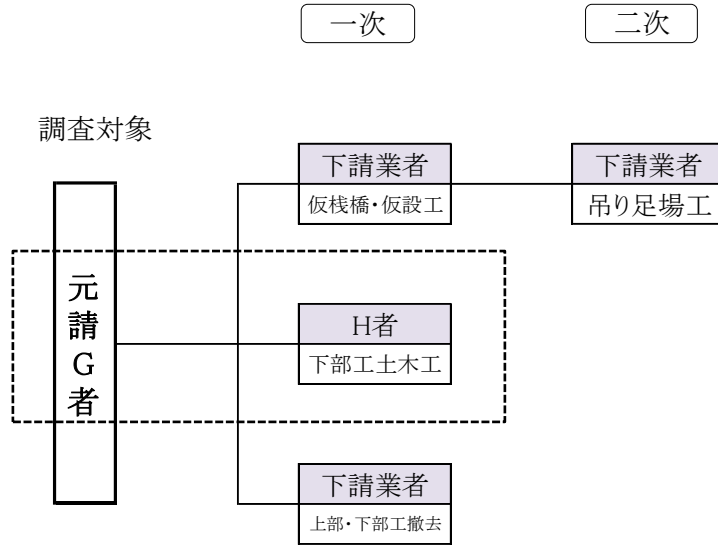 一次
二次
調査対象
下請業者
仮桟橋・仮設工
下請業者
吊り足場工
元請G者
H者
下部工土木工
下請業者
上部・下部工撤去